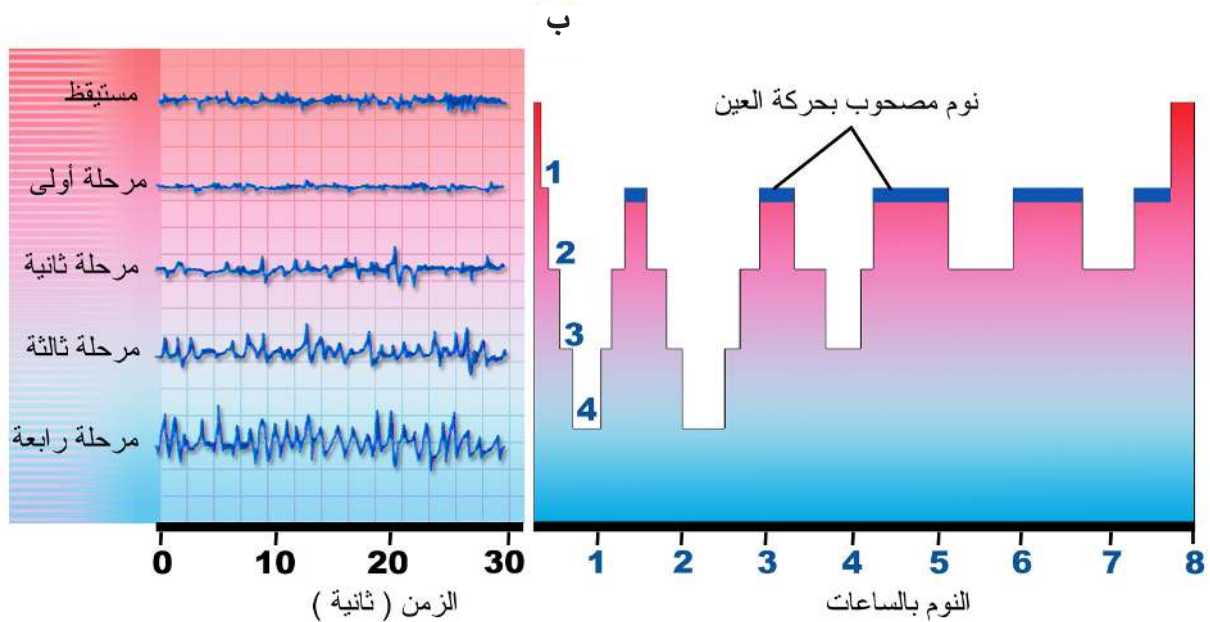 ب
مستيقظ
مرحلة أولى
مرحلة ثانية
مرحلة ثالثة
مرحلة رابعة
0 10 20 30
الزمن ( ثانية )
نوم مصحوب بحركة العين
1
2
3
4
1 2 3 4 5 6 7 8
النوم بالساعات